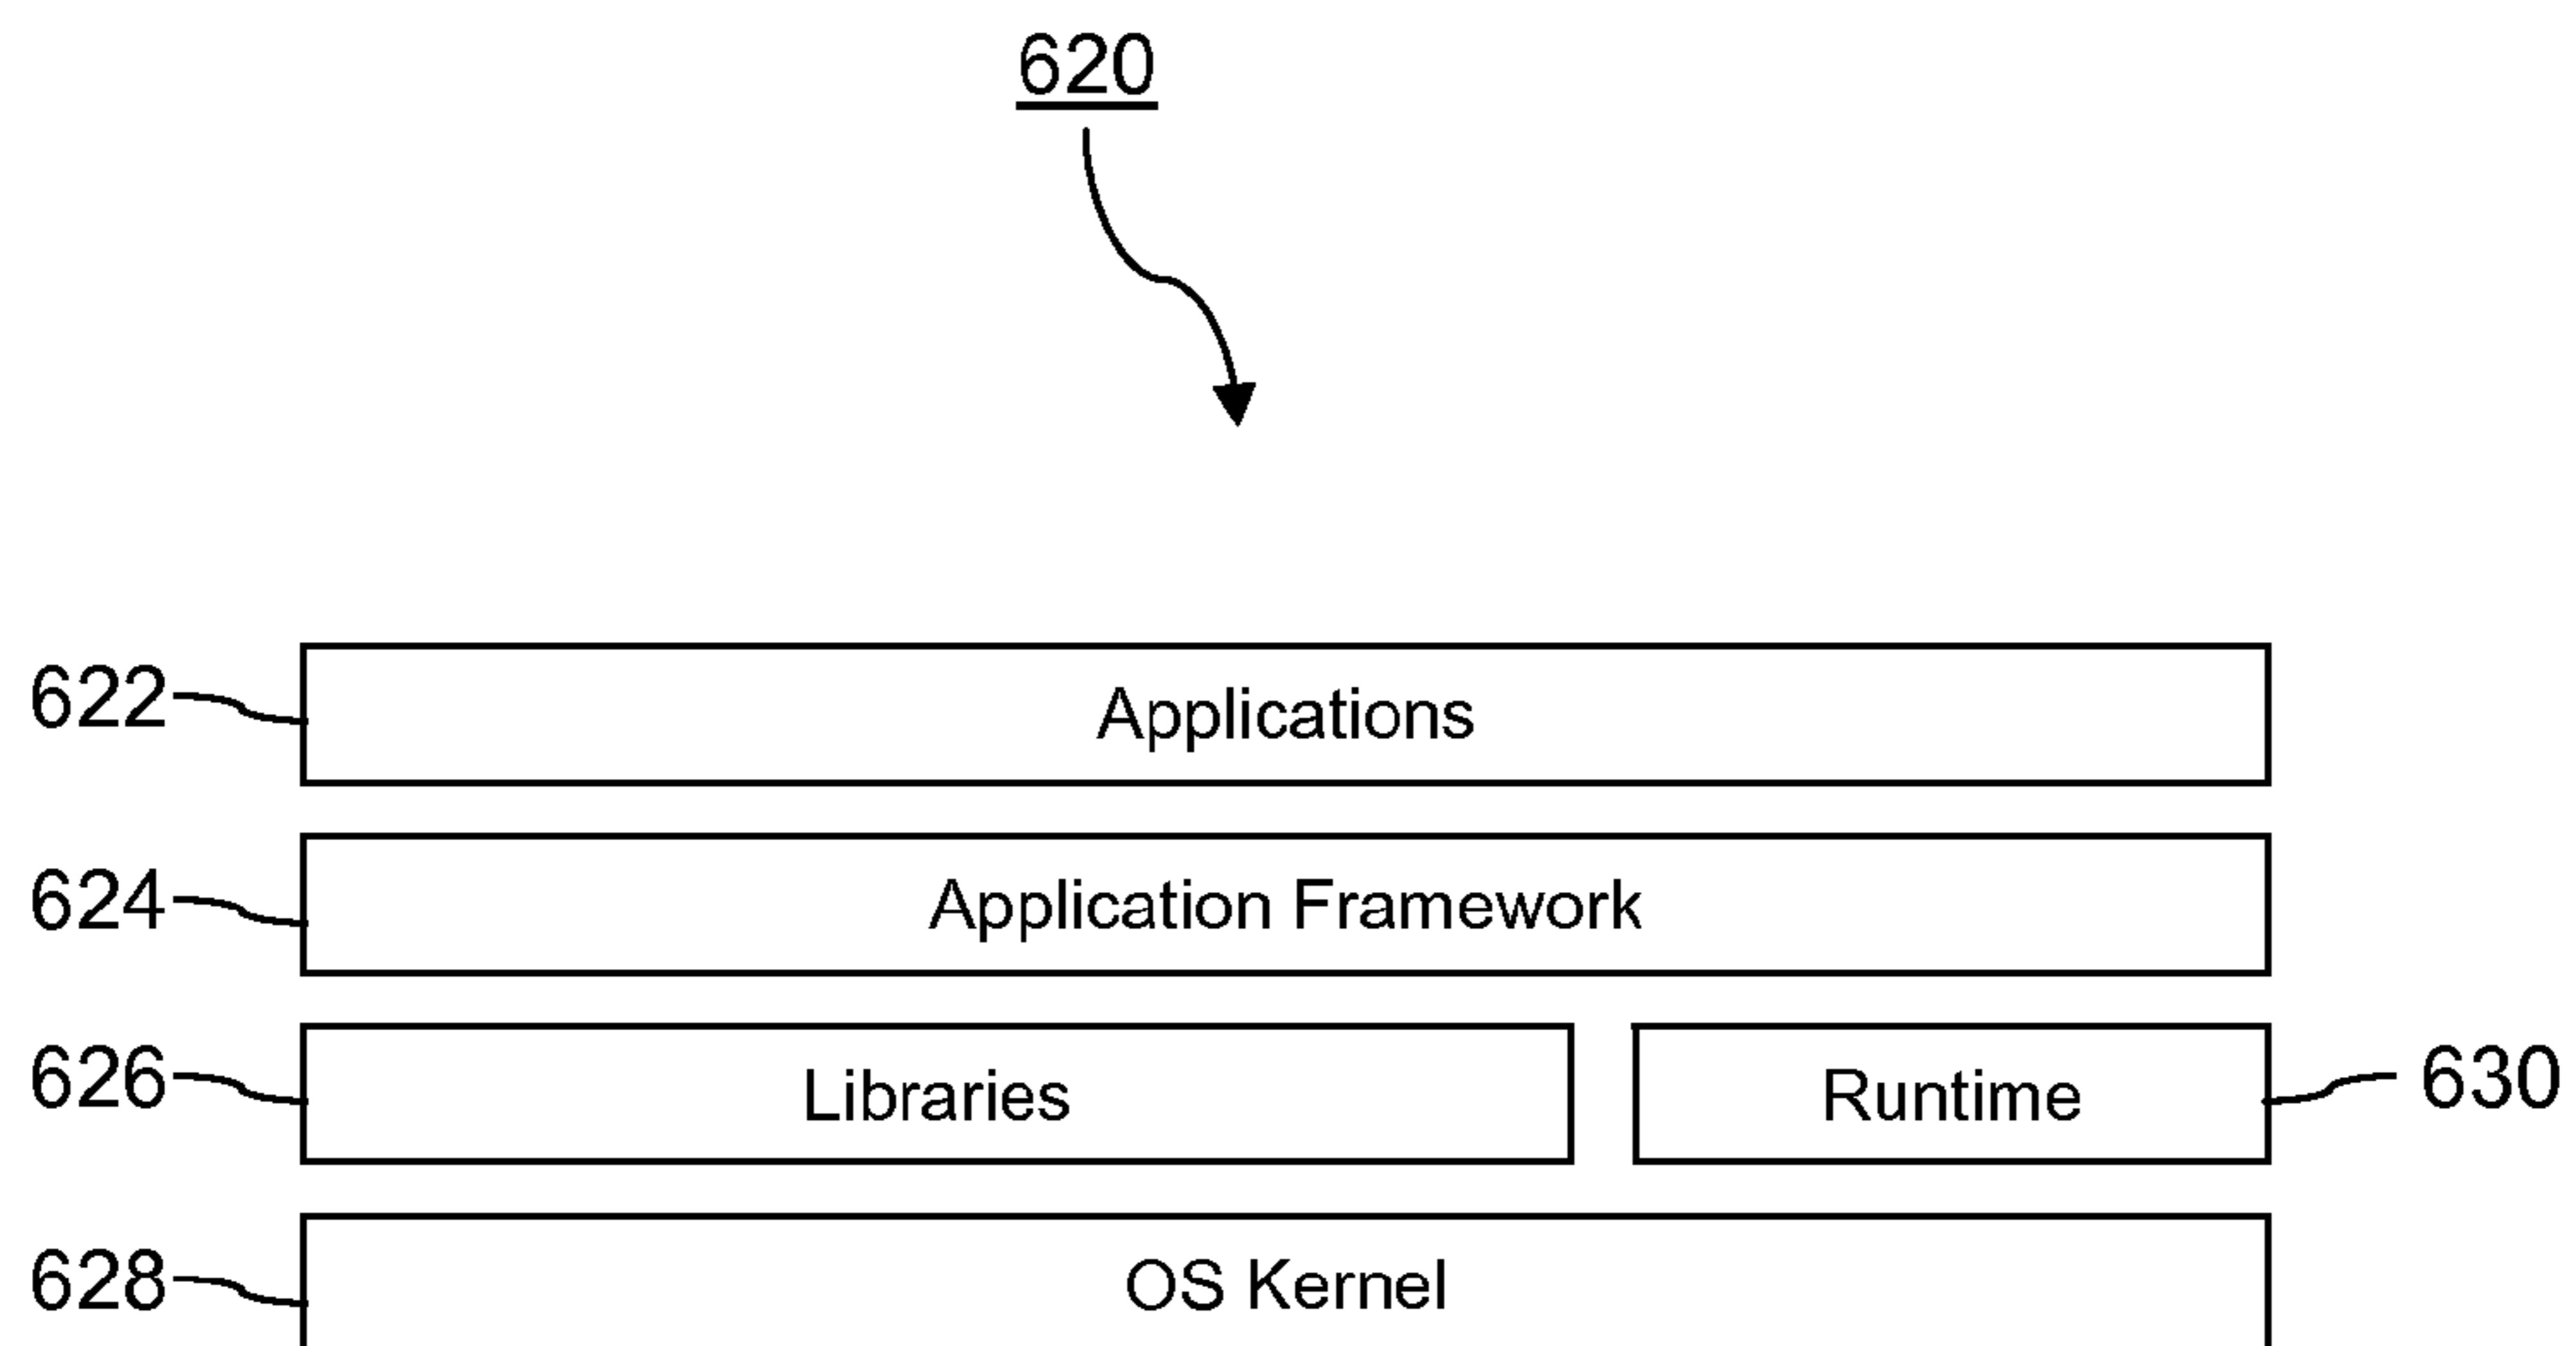 620
622 Applications
624 Application Framework
626 Libraries Runtime 630
628 OS Kernel